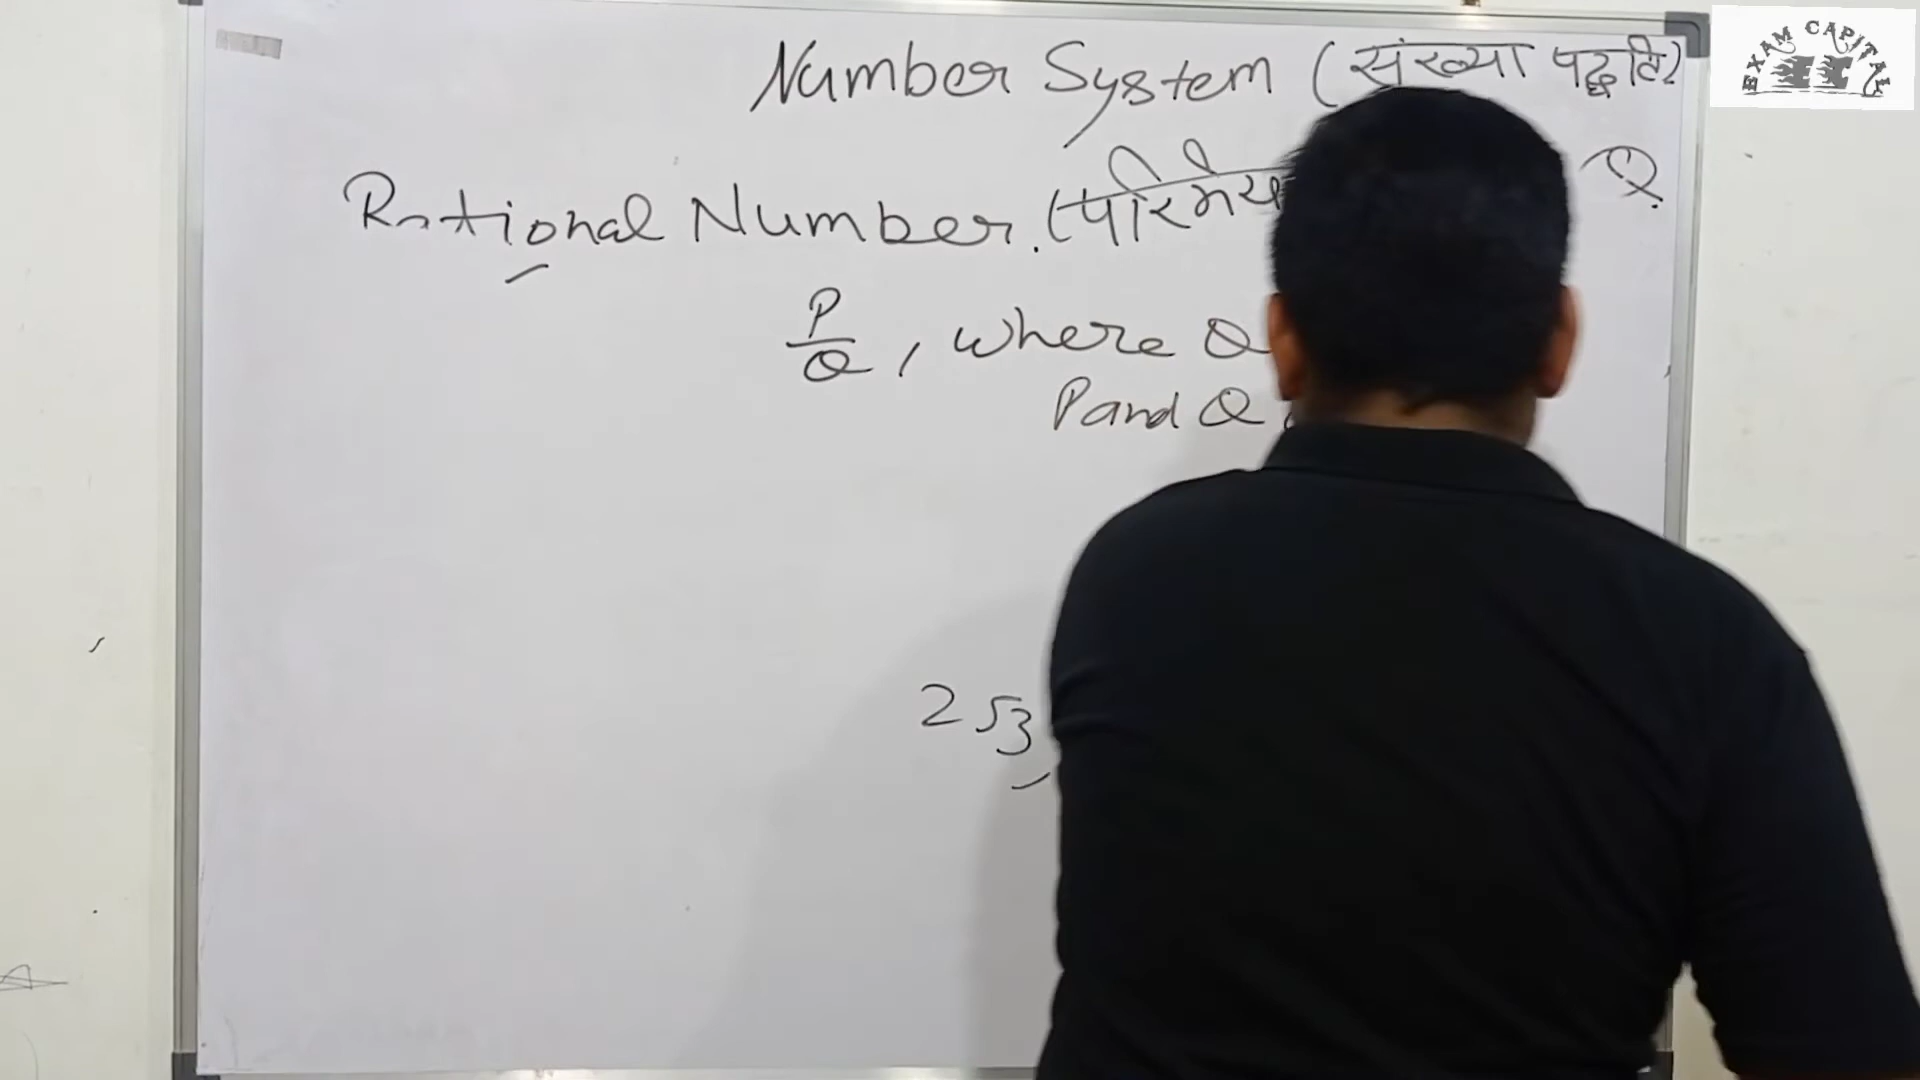 Number System (संख्या पद्धति)
Rational Number. (परिमेय Q.
P/Q, where Q
P and Q
2√3
EXAM CAPITAL